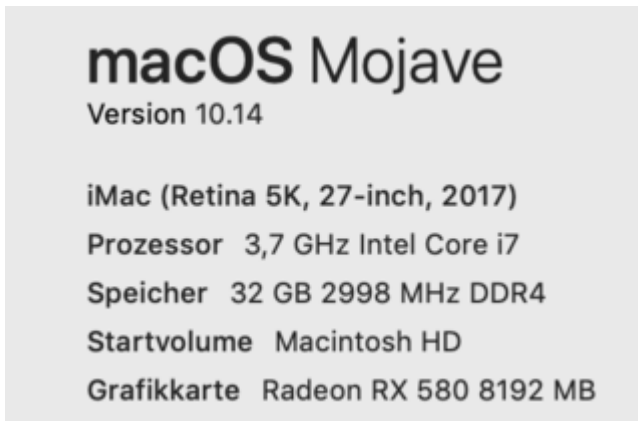 macOS Mojave
Version 10.14
iMac (Retina 5K, 27-inch, 2017)
Prozessor 3,7 GHz Intel Core i7
Speicher 32 GB 2998 MHz DDR4
Startvolume Macintosh HD
Grafikkarte Radeon RX 580 8192 MB